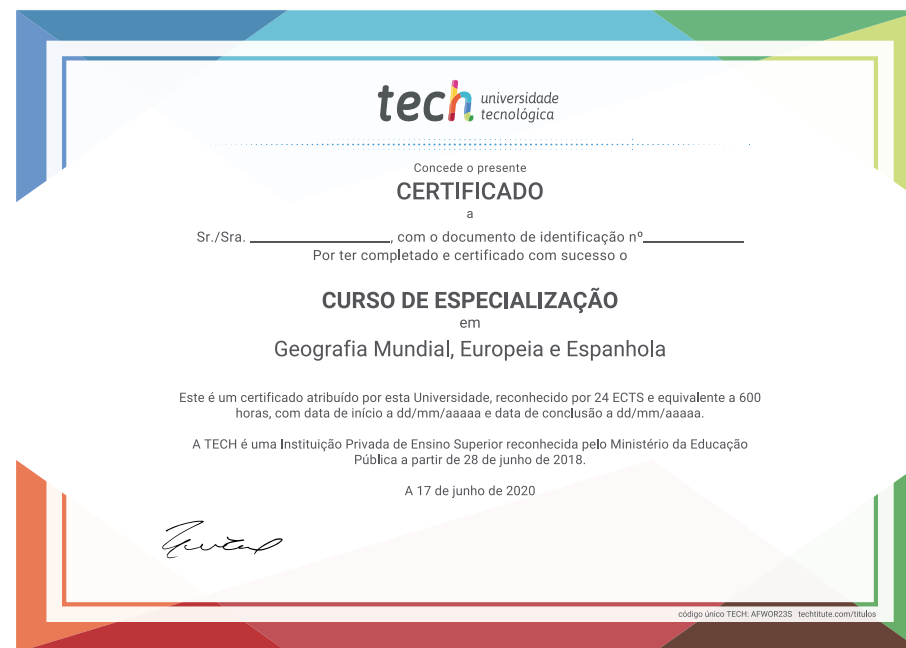 tech universidade
tecnológica
Concede o presente
CERTIFICADO
a
Sr./Sra. ____________________, com o documento de identificação nº______________
Por ter completado e certificado com sucesso o
CURSO DE ESPECIALIZAÇÃO
em
Geografia Mundial, Europeia e Espanhola
Este é um certificado atribuído por esta Universidade, reconhecido por 24 ECTS e equivalente a 600
horas, com data de início a dd/mm/aaaaa e data de conclusão a dd/mm/aaaaa.
A TECH é uma Instituição Privada de Ensino Superior reconhecida pelo Ministério da Educação
Pública a partir de 28 de junho de 2018.
A 17 de junho de 2020
código único TECH: AFWOR23S techtitute.com/titulos